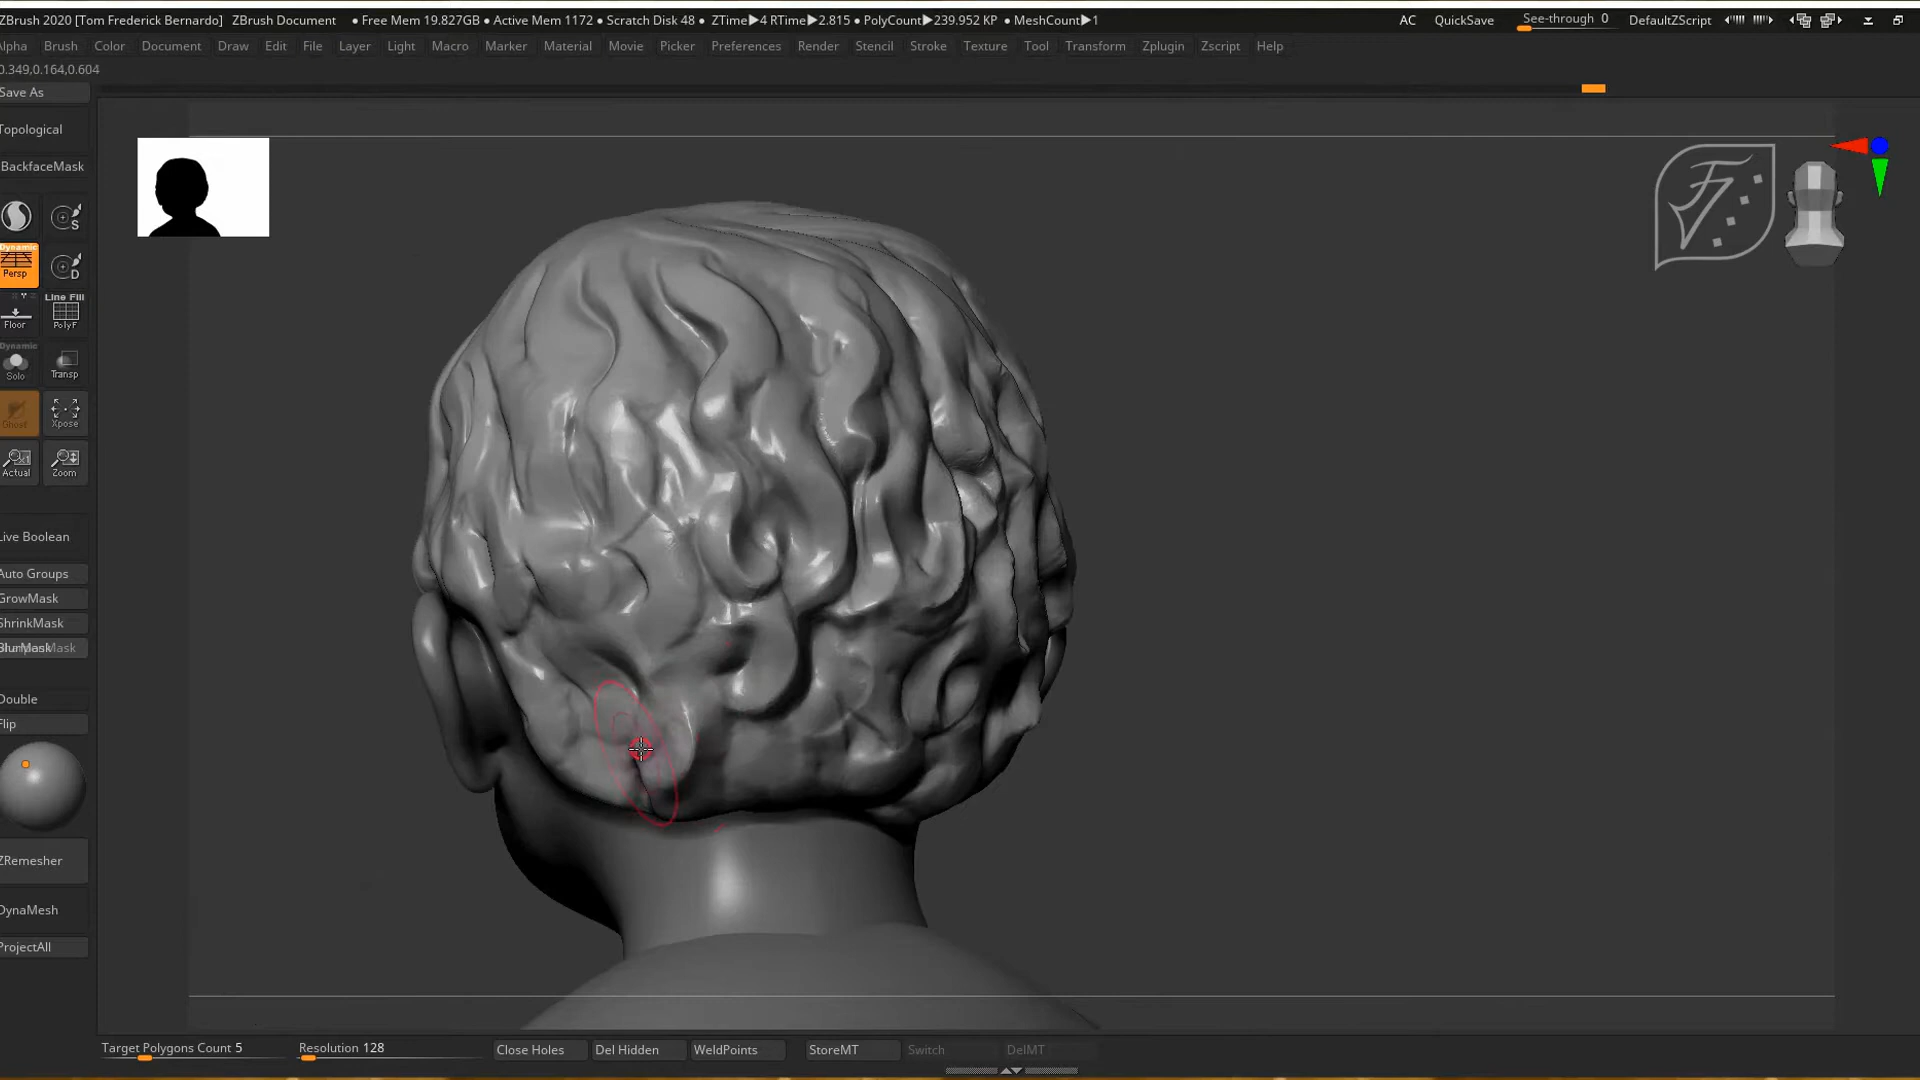 ZBrush 2020 [Tom Frederick Bernardo] ZBrush Document ● Free Mem 19.827GB ● Active Mem 1172 ● Scratch Disk 48 ● ZTime▶4 RTime▶2.815 ● PolyCount▶239.952 KP ● MeshCount▶1 AC QuickSave See-through 0 DefaultZScript
Alpha Brush Color Document Draw Edit File Layer Light Macro Marker Material Movie Picker Preferences Render Stencil Stroke Texture Tool Transform Zplugin Zscript Help
0.349,0.164,0.604
Save As
Topological
BackfaceMask
S
Dynamic
Persp
D
Line Fill
Floor
PolyF
Dynamic
Solo
Transp
Ghost
Xpose
Actual
Zoom
Live Boolean
Auto Groups
GrowMask
ShrinkMask
BlurMask
Double
Flip
ZRemesher
DynaMesh
ProjectAll
Target Polygons Count 5 Resolution 128 Close Holes Del Hidden WeldPoints StoreMT Switch DelMT